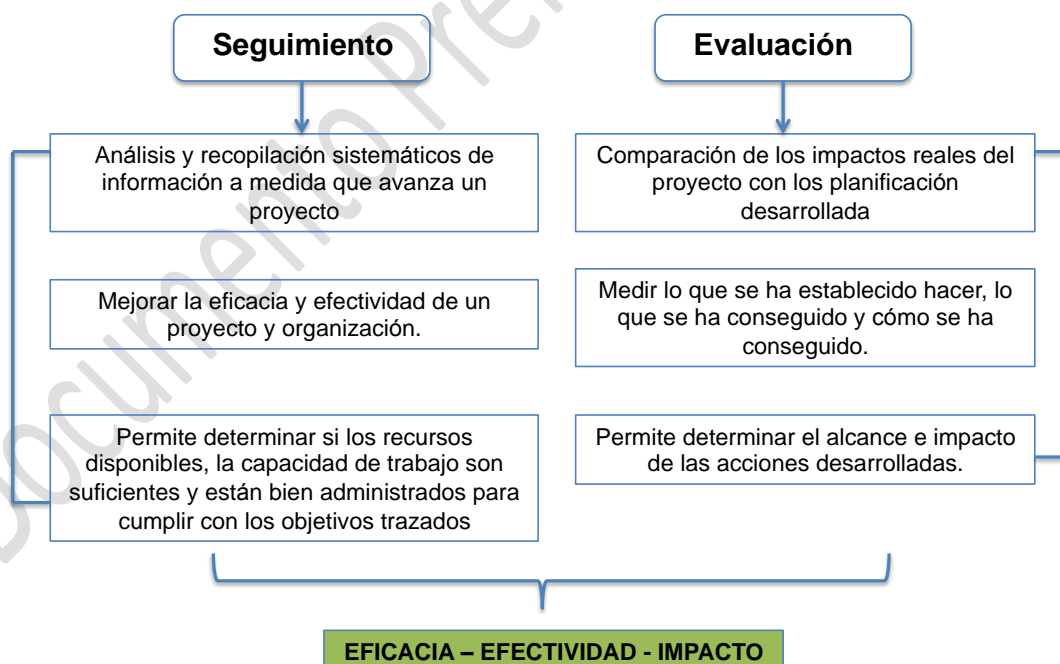 Seguimiento
Análisis y recopilación sistemáticos de
información a medida que avanza un
proyecto
Mejorar la eficacia y efectividad de un
proyecto y organización.
Permite determinar si los recursos
disponibles, la capacidad de trabajo son
suficientes y están bien administrados para
cumplir con los objetivos trazados
Evaluación
Comparación de los impactos reales del
proyecto con los planificación
desarrollada
Medir lo que se ha establecido hacer, lo
que se ha conseguido y cómo se ha
conseguido.
Permite determinar el alcance e impacto
de las acciones desarrolladas.
EFICACIA – EFECTIVIDAD - IMPACTO
Documento